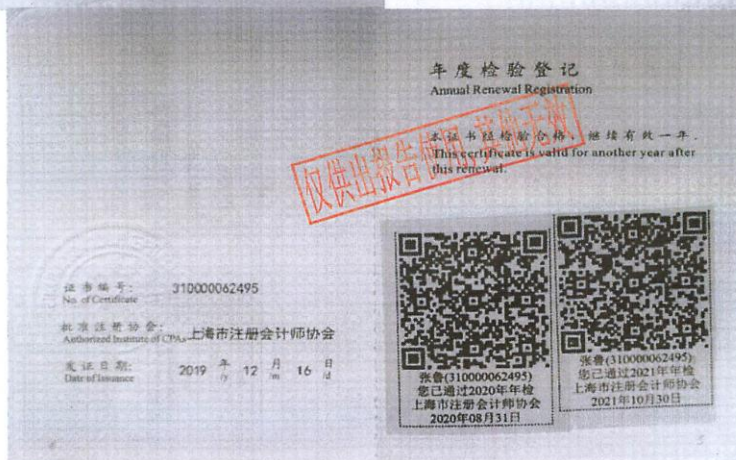 证书编号:
No. of Certificate
310000062495
批准注册协会:
Authorized Institute of CPAs
上海市注册会计师协会
发证日期:
Date of Issuance
2019 年 12 月 16 日
/y /m /d
年度检验登记
Annual Renewal Registration
本证书经检验合格，继续有效一年.
This certificate is valid for another year after
this renewal.
仅供出报告使用,其他无效
张鲁(310000062495)
您已通过2020年年检
上海市注册会计师协会
2020年08月31日
张鲁(310000062495)
您已通过2021年年检
上海市注册会计师协会
2021年10月30日
5